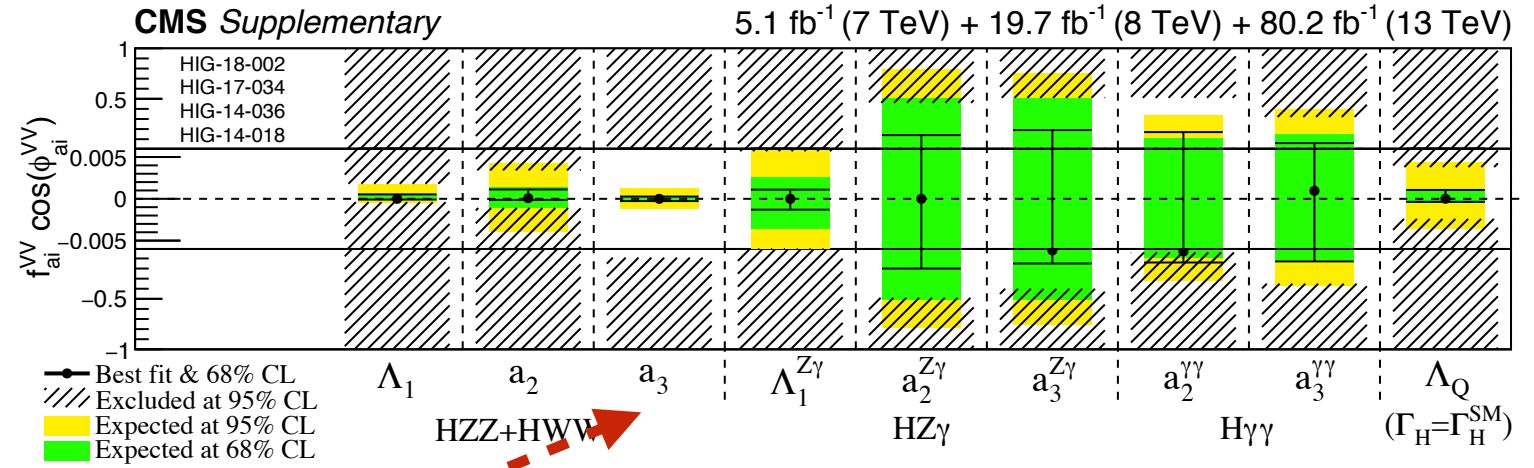 CMS Supplementary 5.1 fb⁻¹ (7 TeV) + 19.7 fb⁻¹ (8 TeV) + 80.2 fb⁻¹ (13 TeV)
HIG-18-002
HIG-17-034
HIG-14-036
HIG-14-018
f_ai^VV cos(ϕ_ai^VV)
1
0.5
0.005
0
−0.005
−0.5
−1
Λ₁ a₂ a₃ Λ₁^Zγ a₂^Zγ a₃^Zγ a₂^γγ a₃^γγ Λ_Q
HZZ+HWW HZγ Hγγ (Γ_H=Γ_H^SM)
Best fit & 68% CL
Excluded at 95% CL
Expected at 95% CL
Expected at 68% CL